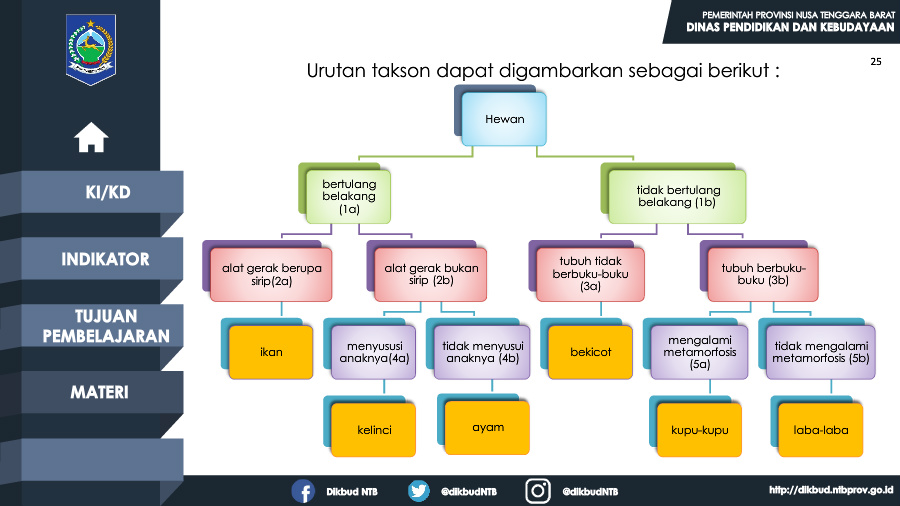 PEMERINTAH PROVINSI NUSA TENGGARA BARAT
DINAS PENDIDIKAN DAN KEBUDAYAAN
25
Urutan takson dapat digambarkan sebagai berikut :
Hewan
bertulang
belakang
(1a)
tidak bertulang
belakang (1b)
alat gerak berupa
sirip(2a)
alat gerak bukan
sirip (2b)
tubuh tidak
berbuku-buku
(3a)
tubuh berbuku-
buku (3b)
ikan
menyusui
anaknya(4a)
tidak menyusui
anaknya (4b)
bekicot
mengalami
metamorfosis
(5a)
tidak mengalami
metamorfosis (5b)
kelinci
ayam
kupu-kupu
laba-laba
KI/KD
INDIKATOR
TUJUAN
PEMBELAJARAN
MATERI
Dikbud NTB
@dikbudNTB
@dikbudNTB
http://dikbud.ntbprov.go.id